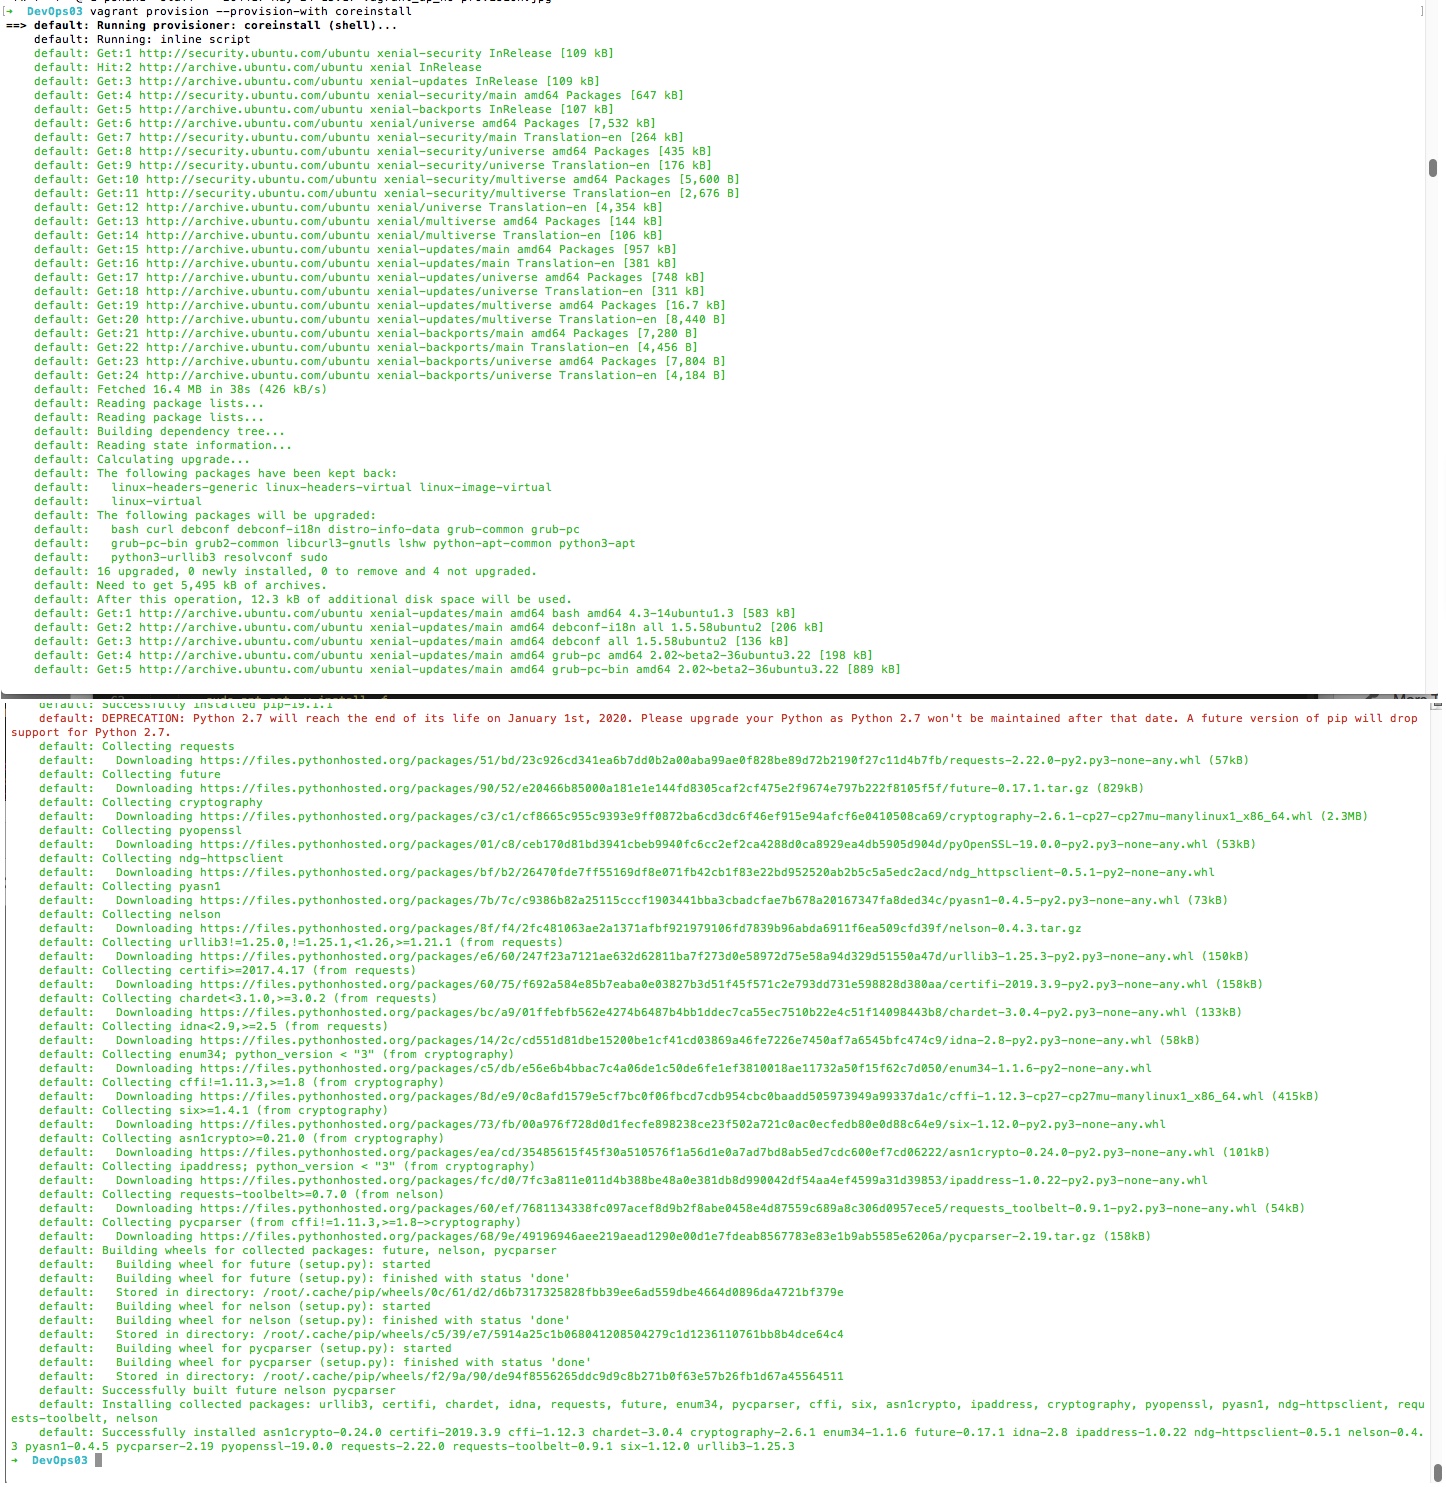 [➜  DevOps03 vagrant provision --provision-with coreinstall ]
==> default: Running provisioner: coreinstall (shell)...
default: Running: inline script
default: Get:1 http://security.ubuntu.com/ubuntu xenial-security InRelease [109 kB]
default: Hit:2 http://archive.ubuntu.com/ubuntu xenial InRelease
default: Get:3 http://archive.ubuntu.com/ubuntu xenial-updates InRelease [109 kB]
default: Get:4 http://security.ubuntu.com/ubuntu xenial-security/main amd64 Packages [647 kB]
default: Get:5 http://archive.ubuntu.com/ubuntu xenial-backports InRelease [107 kB]
default: Get:6 http://archive.ubuntu.com/ubuntu xenial/universe amd64 Packages [7,532 kB]
default: Get:7 http://security.ubuntu.com/ubuntu xenial-security/main Translation-en [264 kB]
default: Get:8 http://security.ubuntu.com/ubuntu xenial-security/universe amd64 Packages [435 kB]
default: Get:9 http://security.ubuntu.com/ubuntu xenial-security/universe Translation-en [176 kB]
default: Get:10 http://security.ubuntu.com/ubuntu xenial-security/multiverse amd64 Packages [5,600 B]
default: Get:11 http://security.ubuntu.com/ubuntu xenial-security/multiverse Translation-en [2,676 B]
default: Get:12 http://archive.ubuntu.com/ubuntu xenial/universe Translation-en [4,354 kB]
default: Get:13 http://archive.ubuntu.com/ubuntu xenial/multiverse amd64 Packages [144 kB]
default: Get:14 http://archive.ubuntu.com/ubuntu xenial/multiverse Translation-en [106 kB]
default: Get:15 http://archive.ubuntu.com/ubuntu xenial-updates/main amd64 Packages [957 kB]
default: Get:16 http://archive.ubuntu.com/ubuntu xenial-updates/main Translation-en [381 kB]
default: Get:17 http://archive.ubuntu.com/ubuntu xenial-updates/universe amd64 Packages [748 kB]
default: Get:18 http://archive.ubuntu.com/ubuntu xenial-updates/universe Translation-en [311 kB]
default: Get:19 http://archive.ubuntu.com/ubuntu xenial-updates/multiverse amd64 Packages [16.7 kB]
default: Get:20 http://archive.ubuntu.com/ubuntu xenial-updates/multiverse Translation-en [8,440 B]
default: Get:21 http://archive.ubuntu.com/ubuntu xenial-backports/main amd64 Packages [7,280 B]
default: Get:22 http://archive.ubuntu.com/ubuntu xenial-backports/main Translation-en [4,456 B]
default: Get:23 http://archive.ubuntu.com/ubuntu xenial-backports/universe amd64 Packages [7,804 B]
default: Get:24 http://archive.ubuntu.com/ubuntu xenial-backports/universe Translation-en [4,184 B]
default: Fetched 16.4 MB in 38s (426 kB/s)
default: Reading package lists...
default: Reading package lists...
default: Building dependency tree...
default: Reading state information...
default: Calculating upgrade...
default: The following packages have been kept back:
default:   linux-headers-generic linux-headers-virtual linux-image-virtual
default:   linux-virtual
default: The following packages will be upgraded:
default:   bash curl debconf debconf-i18n distro-info-data grub-common grub-pc
default:   grub-pc-bin grub2-common libcurl3-gnutls lshw python-apt-common python3-apt
default:   python3-urllib3 resolvconf sudo
default: 16 upgraded, 0 newly installed, 0 to remove and 4 not upgraded.
default: Need to get 5,495 kB of archives.
default: After this operation, 12.3 kB of additional disk space will be used.
default: Get:1 http://archive.ubuntu.com/ubuntu xenial-updates/main amd64 bash amd64 4.3-14ubuntu1.3 [583 kB]
default: Get:2 http://archive.ubuntu.com/ubuntu xenial-updates/main amd64 debconf-i18n all 1.5.58ubuntu2 [206 kB]
default: Get:3 http://archive.ubuntu.com/ubuntu xenial-updates/main amd64 debconf all 1.5.58ubuntu2 [136 kB]
default: Get:4 http://archive.ubuntu.com/ubuntu xenial-updates/main amd64 grub-pc amd64 2.02~beta2-36ubuntu3.22 [198 kB]
default: Get:5 http://archive.ubuntu.com/ubuntu xenial-updates/main amd64 grub-pc-bin amd64 2.02~beta2-36ubuntu3.22 [889 kB]
default: Successfully installed pip-19.1.1
default: DEPRECATION: Python 2.7 will reach the end of its life on January 1st, 2020. Please upgrade your Python as Python 2.7 won't be maintained after that date. A future version of pip will drop
support for Python 2.7.
default: Collecting requests
default:   Downloading https://files.pythonhosted.org/packages/51/bd/23c926cd341ea6b7dd0b2a00aba99ae0f828be89d72b2190f27c11d4b7fb/requests-2.22.0-py2.py3-none-any.whl (57kB)
default: Collecting future
default:   Downloading https://files.pythonhosted.org/packages/90/52/e20466b85000a181e1e144fd8305caf2cf475e2f9674e797b222f8105f5f/future-0.17.1.tar.gz (829kB)
default: Collecting cryptography
default:   Downloading https://files.pythonhosted.org/packages/c3/c1/cf8665c955c9393e9ff0872ba6cd3dc6f46ef915e94afcf6e0410508ca69/cryptography-2.6.1-cp27-cp27mu-manylinux1_x86_64.whl (2.3MB)
default: Collecting pyopenssl
default:   Downloading https://files.pythonhosted.org/packages/01/c8/ceb170d81bd3941cbeb9940fc6cc2ef2ca4288d0ca8929ea4db5905d904d/pyOpenSSL-19.0.0-py2.py3-none-any.whl (53kB)
default: Collecting ndg-httpsclient
default:   Downloading https://files.pythonhosted.org/packages/bf/b2/26470fde7ff55169df8e071fb42cb1f83e22bd952520ab2b5c5a5edc2acd/ndg_httpsclient-0.5.1-py2-none-any.whl
default: Collecting pyasn1
default:   Downloading https://files.pythonhosted.org/packages/7b/7c/c9386b82a25115cccf1903441bba3cbadcfae7b678a20167347fa8ded34c/pyasn1-0.4.5-py2.py3-none-any.whl (73kB)
default: Collecting nelson
default:   Downloading https://files.pythonhosted.org/packages/8f/f4/2fc481063ae2a1371afbf921979106fd7839b96abda6911f6ea509cfd39f/nelson-0.4.3.tar.gz
default: Collecting urllib3!=1.25.0,!=1.25.1,<1.26,>=1.21.1 (from requests)
default:   Downloading https://files.pythonhosted.org/packages/e6/60/247f23a7121ae632d62811ba7f273d0e58972d75e58a94d329d51550a47d/urllib3-1.25.3-py2.py3-none-any.whl (150kB)
default: Collecting certifi>=2017.4.17 (from requests)
default:   Downloading https://files.pythonhosted.org/packages/60/75/f692a584e85b7eaba0e03827b3d51f45f571c2e793dd731e598828d380aa/certifi-2019.3.9-py2.py3-none-any.whl (158kB)
default: Collecting chardet<3.1.0,>=3.0.2 (from requests)
default:   Downloading https://files.pythonhosted.org/packages/bc/a9/01ffebfb562e4274b6487b4bb1ddec7ca55ec7510b22e4c51f14098443b8/chardet-3.0.4-py2.py3-none-any.whl (133kB)
default: Collecting idna<2.9,>=2.5 (from requests)
default:   Downloading https://files.pythonhosted.org/packages/14/2c/cd551d81dbe15200be1cf41cd03869a46fe7226e7450af7a6545bfc474c9/idna-2.8-py2.py3-none-any.whl (58kB)
default: Collecting enum34; python_version < "3" (from cryptography)
default:   Downloading https://files.pythonhosted.org/packages/c5/db/e56e6b4bbac7c4a06de1c50de6fe1ef3810018ae11732a50f15f62c7d050/enum34-1.1.6-py2-none-any.whl
default: Collecting cffi!=1.11.3,>=1.8 (from cryptography)
default:   Downloading https://files.pythonhosted.org/packages/8d/e9/0c8afd1579e5cf7bc0f06fbcd7cdb954cbc0baadd505973949a99337da1c/cffi-1.12.3-cp27-cp27mu-manylinux1_x86_64.whl (415kB)
default: Collecting six>=1.4.1 (from cryptography)
default:   Downloading https://files.pythonhosted.org/packages/73/fb/00a976f728d0d1fecfe898238ce23f502a721c0ac0ecfedb80e0d88c64e9/six-1.12.0-py2.py3-none-any.whl
default: Collecting asn1crypto>=0.21.0 (from cryptography)
default:   Downloading https://files.pythonhosted.org/packages/ea/cd/35485615f45f30a510576f1a56d1e0a7ad7bd8ab5ed7cdc600ef7cd06222/asn1crypto-0.24.0-py2.py3-none-any.whl (101kB)
default: Collecting ipaddress; python_version < "3" (from cryptography)
default:   Downloading https://files.pythonhosted.org/packages/fc/d0/7fc3a811e011d4b388be48a0e381db8d990042df54aa4ef4599a31d39853/ipaddress-1.0.22-py2.py3-none-any.whl
default: Collecting requests-toolbelt>=0.7.0 (from nelson)
default:   Downloading https://files.pythonhosted.org/packages/60/ef/7681134338fc097acef8d9b2f8abe0458e4d87559c689a8c306d0957ece5/requests_toolbelt-0.9.1-py2.py3-none-any.whl (54kB)
default: Collecting pycparser (from cffi!=1.11.3,>=1.8->cryptography)
default:   Downloading https://files.pythonhosted.org/packages/68/9e/49196946aee219aead1290e00d1e7fdeab8567783e83e1b9ab5585e6206a/pycparser-2.19.tar.gz (158kB)
default: Building wheels for collected packages: future, nelson, pycparser
default:   Building wheel for future (setup.py): started
default:   Building wheel for future (setup.py): finished with status 'done'
default:   Stored in directory: /root/.cache/pip/wheels/0c/61/d2/d6b7317325828fbb39ee6ad559dbe4664d0896da4721bf379e
default:   Building wheel for nelson (setup.py): started
default:   Building wheel for nelson (setup.py): finished with status 'done'
default:   Stored in directory: /root/.cache/pip/wheels/c5/39/e7/5914a25c1b068041208504279c1d1236110761bb8b4dce64c4
default:   Building wheel for pycparser (setup.py): started
default:   Building wheel for pycparser (setup.py): finished with status 'done'
default:   Stored in directory: /root/.cache/pip/wheels/f2/9a/90/de94f8556265ddc9d9c8b271b0f63e57b26fb1d67a45564511
default: Successfully built future nelson pycparser
default: Installing collected packages: urllib3, certifi, chardet, idna, requests, future, enum34, pycparser, cffi, six, asn1crypto, ipaddress, cryptography, pyopenssl, pyasn1, ndg-httpsclient, requ
ests-toolbelt, nelson
default: Successfully installed asn1crypto-0.24.0 certifi-2019.3.9 cffi-1.12.3 chardet-3.0.4 cryptography-2.6.1 enum34-1.1.6 future-0.17.1 idna-2.8 ipaddress-1.0.22 ndg-httpsclient-0.5.1 nelson-0.4.
3 pyasn1-0.4.5 pycparser-2.19 pyopenssl-19.0.0 requests-2.22.0 requests-toolbelt-0.9.1 six-1.12.0 urllib3-1.25.3
➜  DevOps03